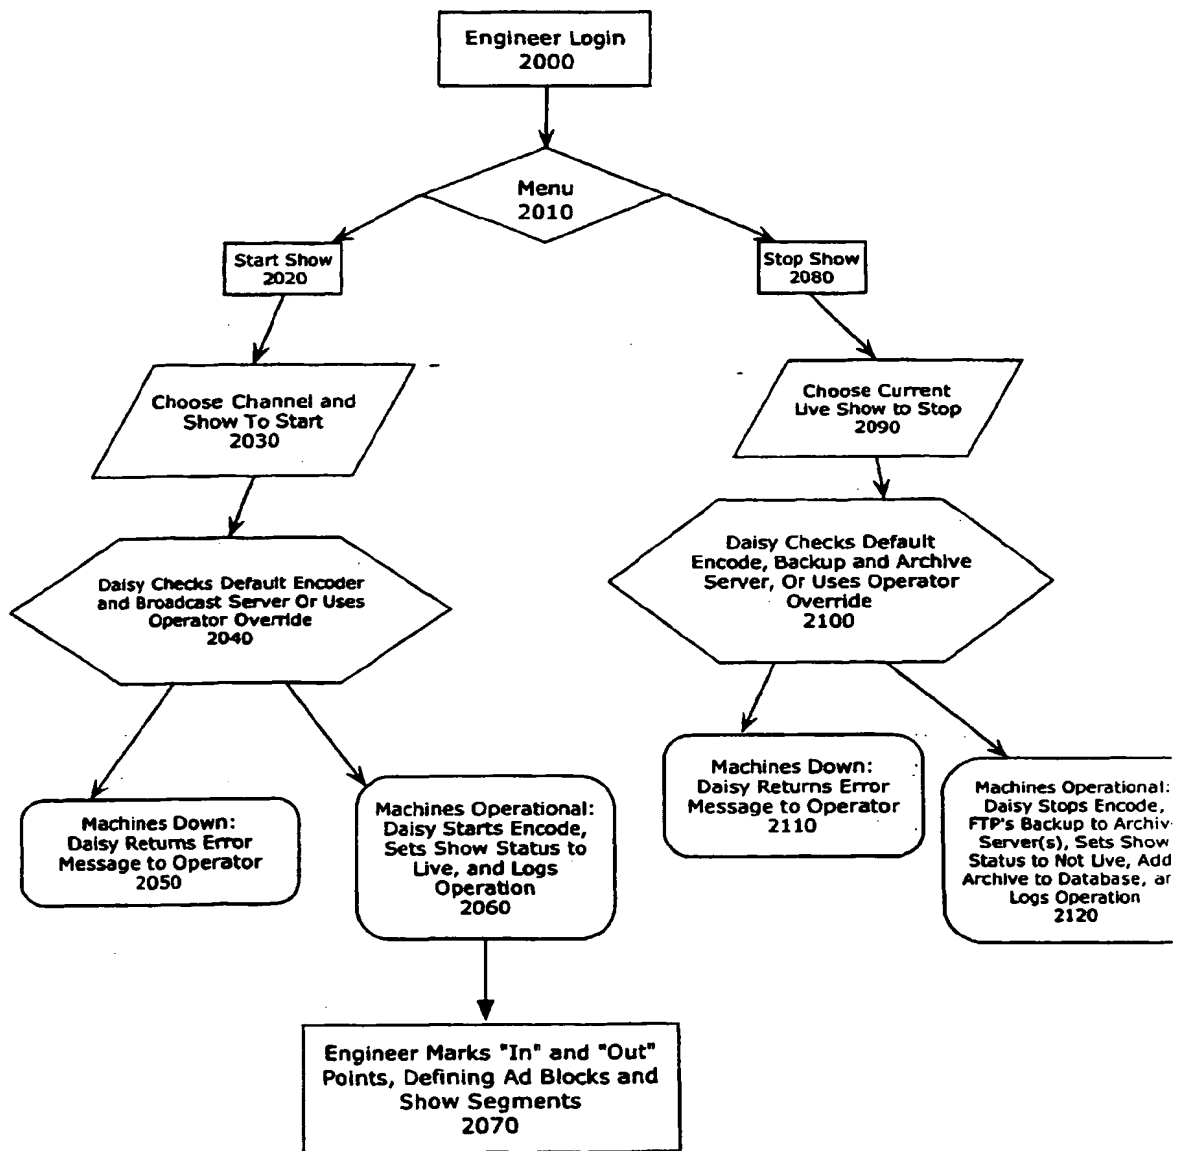 Engineer Login
2000
Menu
2010
Start Show
2020
Stop Show
2080
Choose Channel and
Show To Start
2030
Choose Current
Live Show to Stop
2090
Daisy Checks Default Encoder
and Broadcast Server Or Uses
Operator Override
2040
Daisy Checks Default
Encode, Backup and Archive
Server, Or Uses Operator
Override
2100
Machines Down:
Daisy Returns Error
Message to Operator
2050
Machines Operational:
Daisy Starts Encode,
Sets Show Status to
Live, and Logs
Operation
2060
Machines Down:
Daisy Returns Error
Message to Operator
2110
Machines Operational:
Daisy Stops Encode,
FTP's Backup to Archiv
Server(s), Sets Show
Status to Not Live, Add
Archive to Database, an
Logs Operation
2120
Engineer Marks "In" and "Out"
Points, Defining Ad Blocks and
Show Segments
2070